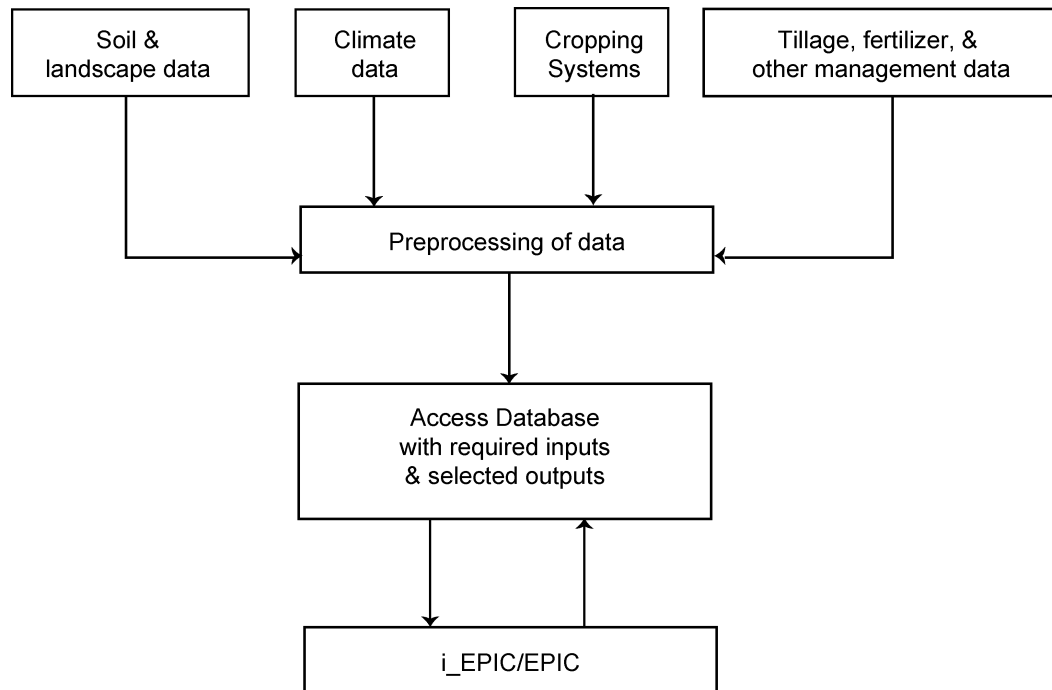 Soil &
landscape data
Climate
data
Cropping
Systems
Tillage, fertilizer, &
other management data
Preprocessing of data
Access Database
with required inputs
& selected outputs
i_EPIC/EPIC